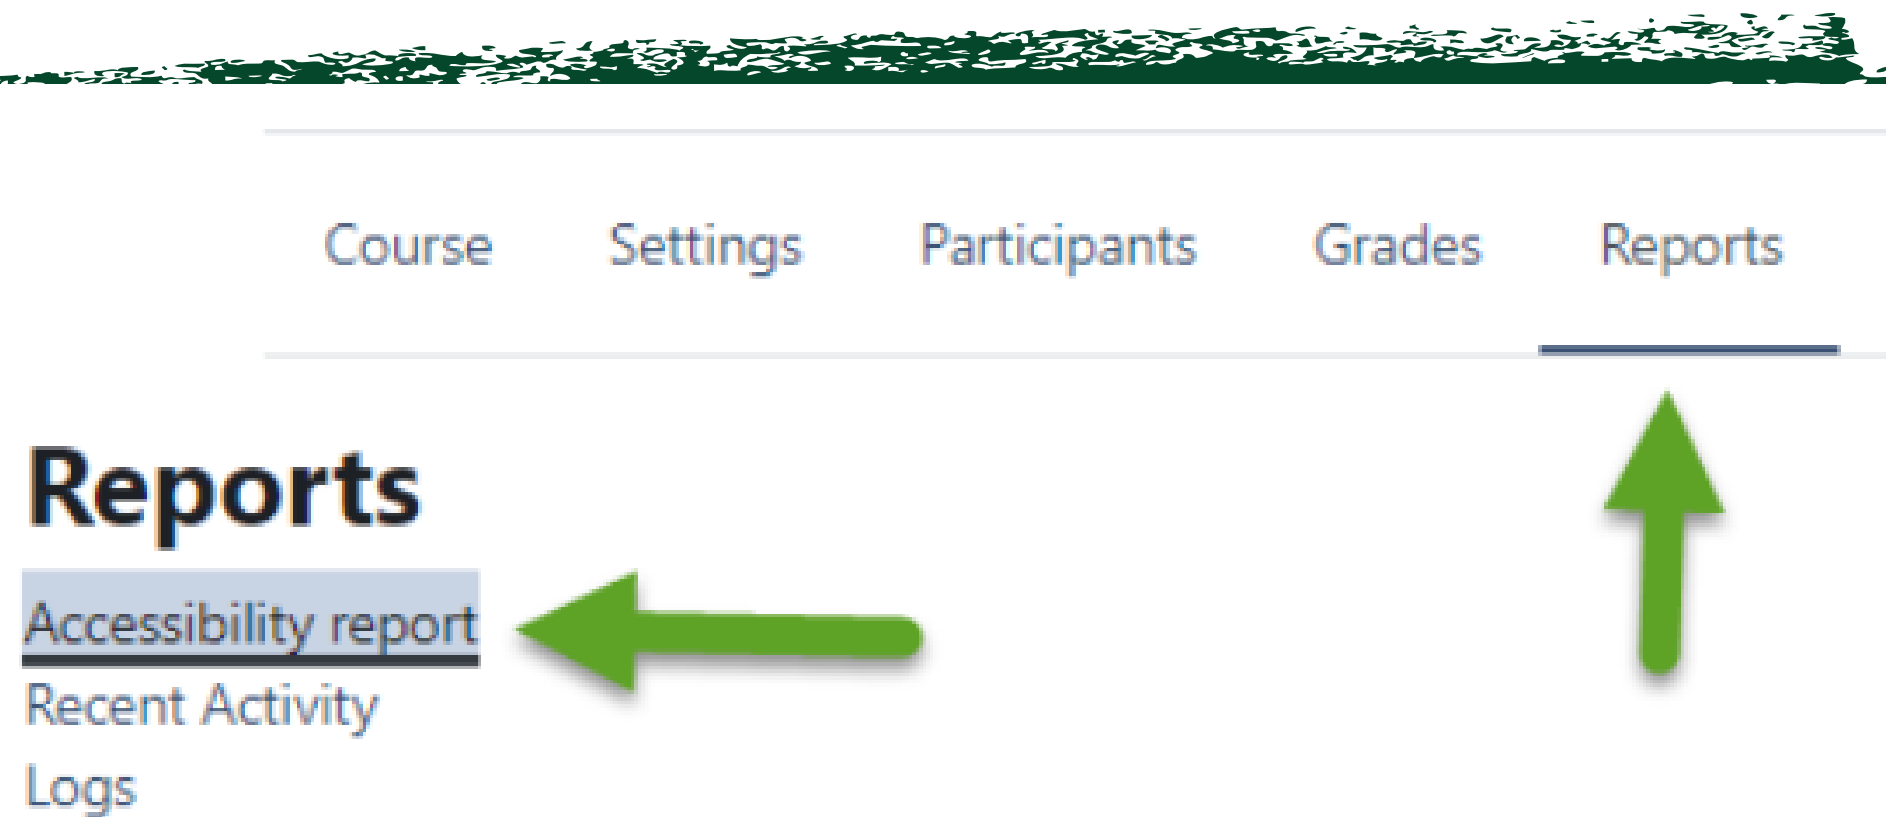 Course Settings Participants Grades Reports
Reports
Accessibility report
Recent Activity
Logs